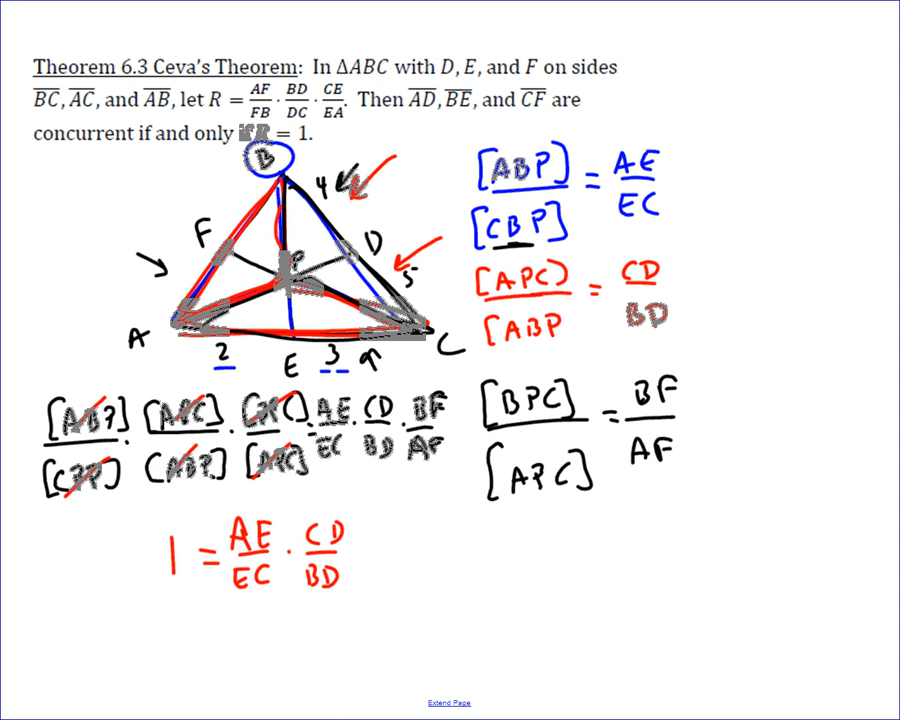 Theorem 6.3 Ceva's Theorem: In ΔABC with D, E, and F on sides
BC, AC, and AB, let R = AF/FB · BD/DC · CE/EA. Then AD, BE, and CF are
concurrent if and only if R = 1.
B
4
F
D
P
5
A
C
2
E
3
[ABP]/[CBP] = AE/EC
[APC]/[ABP = CD/BD
[BPC]/[APC] = BF/AF
[ABP]/[CBP] · [APC]/[ABP] · [BPC]/[APC] = AE/EC · CD/BD · BF/AF
1 = AE/EC · CD/BD
Extend Page